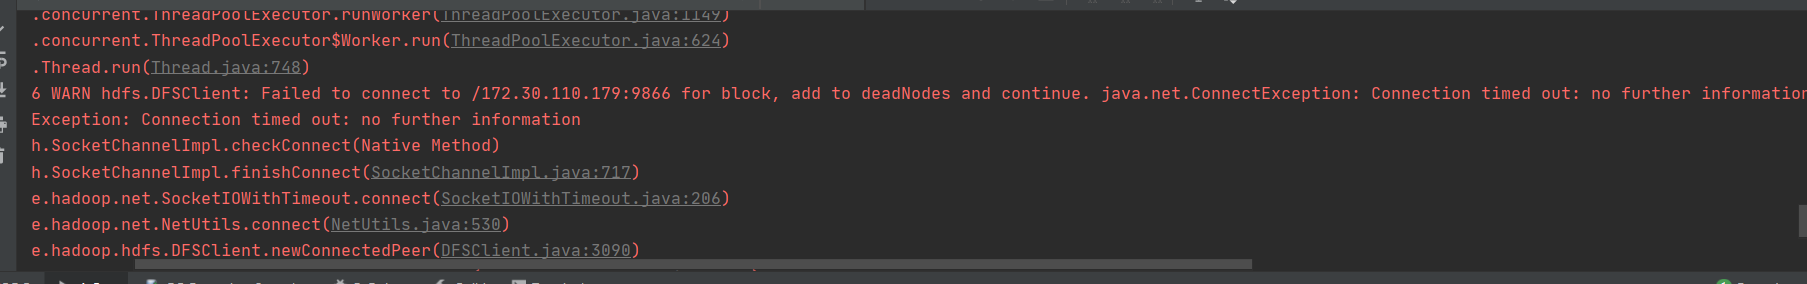 .concurrent.ThreadPoolExecutor.runWorker(ThreadPoolExecutor.java:1149)
.concurrent.ThreadPoolExecutor$Worker.run(ThreadPoolExecutor.java:624)
.Thread.run(Thread.java:748)
6 WARN hdfs.DFSClient: Failed to connect to /172.30.110.179:9866 for block, add to deadNodes and continue. java.net.ConnectException: Connection timed out: no further information
Exception: Connection timed out: no further information
h.SocketChannelImpl.checkConnect(Native Method)
h.SocketChannelImpl.finishConnect(SocketChannelImpl.java:717)
e.hadoop.net.SocketIOWithTimeout.connect(SocketIOWithTimeout.java:206)
e.hadoop.net.NetUtils.connect(NetUtils.java:530)
e.hadoop.hdfs.DFSClient.newConnectedPeer(DFSClient.java:3090)